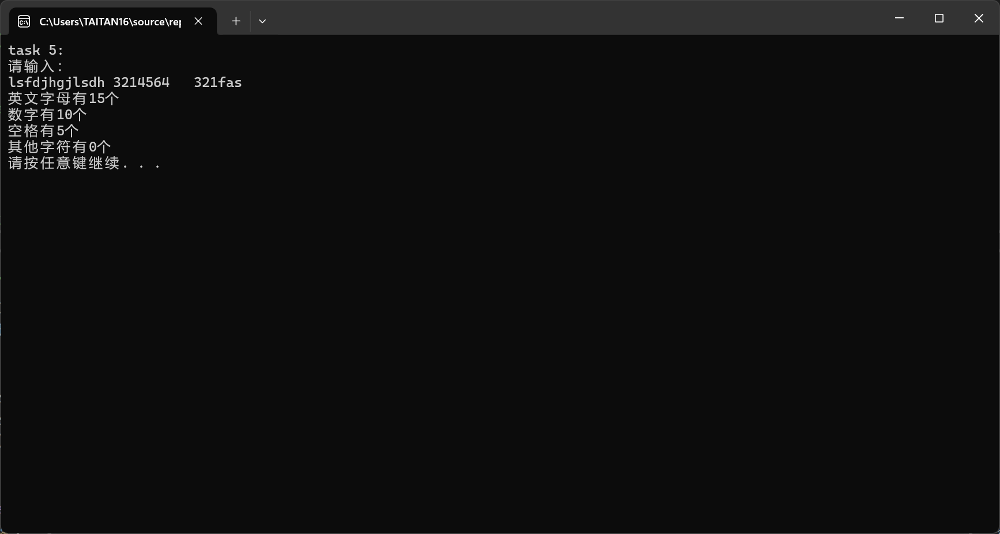 C:\Users\TAITAN16\source\rep
task 5:
请输入:
lsfdjhgjlsdh 3214564   321fas
英文字母有15个
数字有10个
空格有5个
其他字符有0个
请按任意键继续. . .